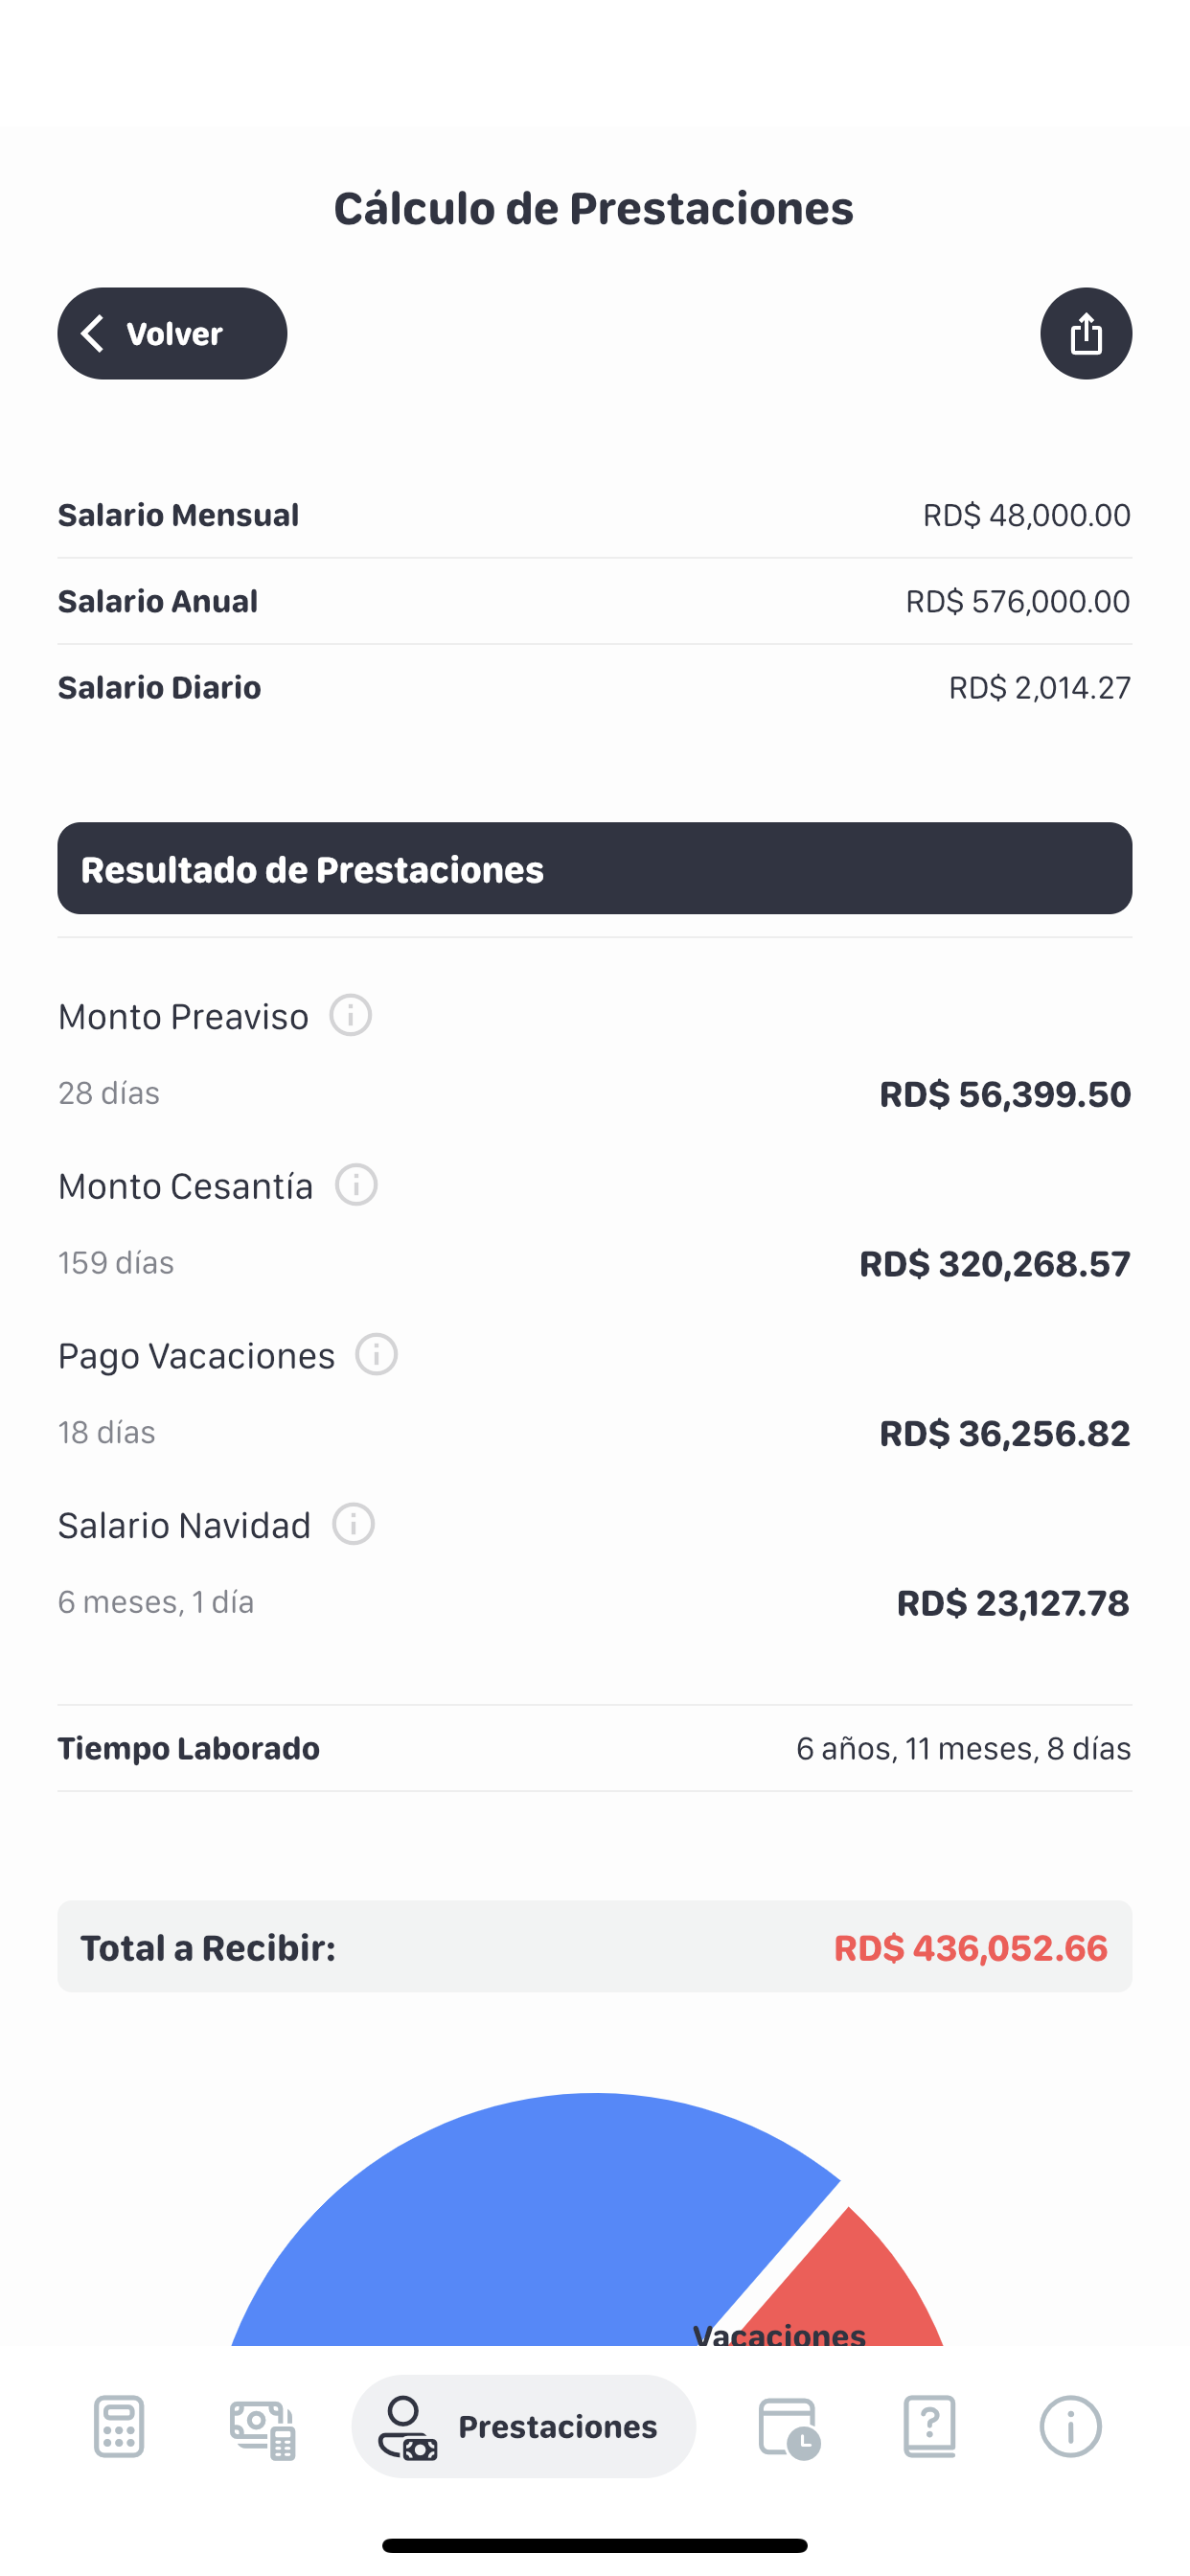 Cálculo de Prestaciones
Volver
Salario Mensual RD$ 48,000.00
Salario Anual RD$ 576,000.00
Salario Diario RD$ 2,014.27
Resultado de Prestaciones
Monto Preaviso
28 días RD$ 56,399.50
Monto Cesantía
159 días RD$ 320,268.57
Pago Vacaciones
18 días RD$ 36,256.82
Salario Navidad
6 meses, 1 día RD$ 23,127.78
Tiempo Laborado 6 años, 11 meses, 8 días
Total a Recibir: RD$ 436,052.66
Vacaciones
Prestaciones